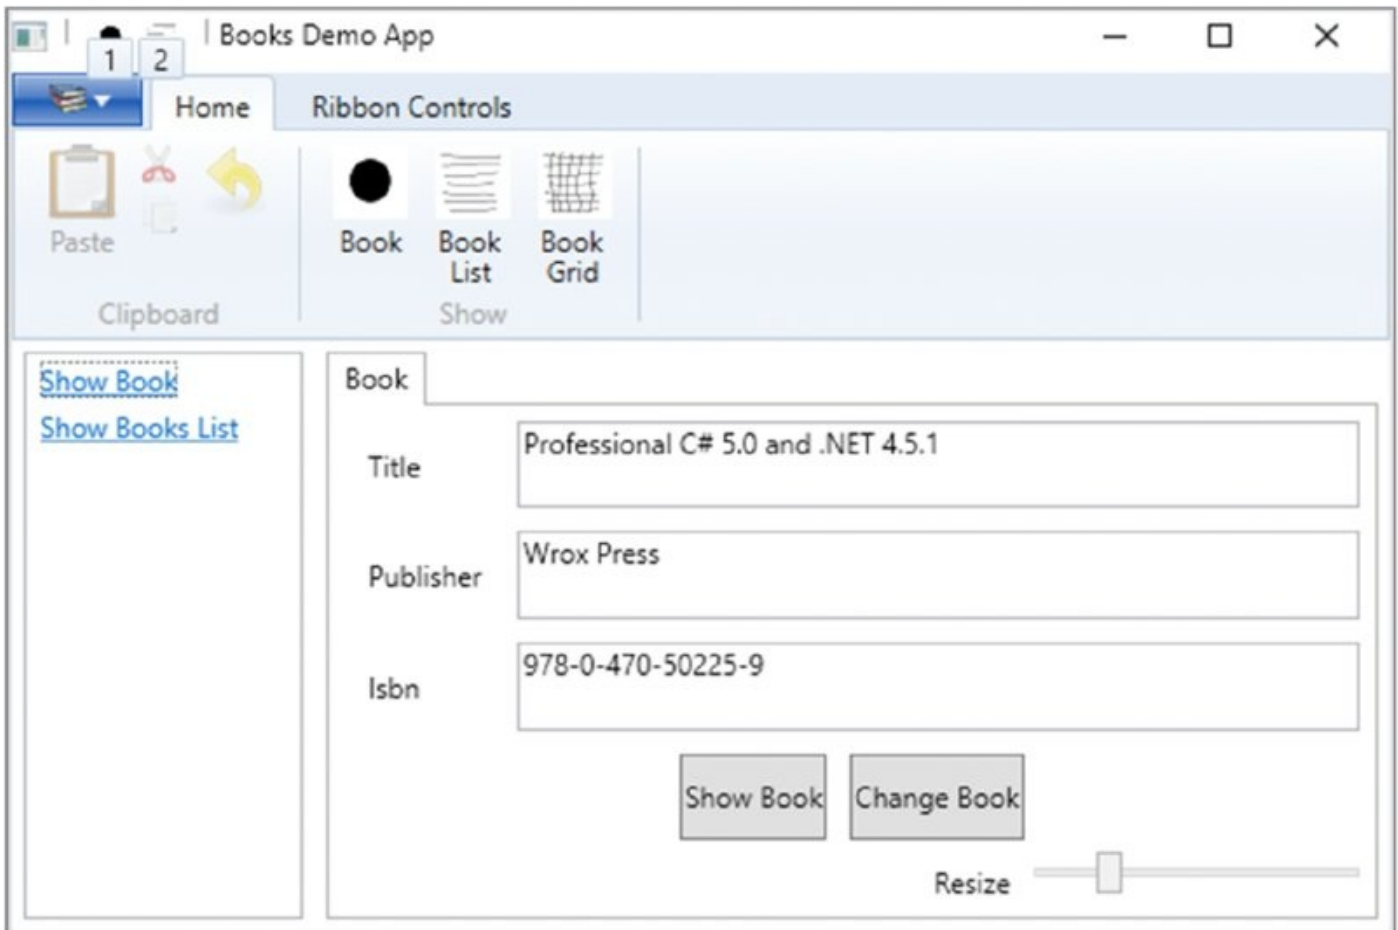 Books Demo App
1 2
Home Ribbon Controls
Paste
Book
Book List
Book Grid
Clipboard
Show
Show Book
Show Books List
Book
Title
Professional C# 5.0 and .NET 4.5.1
Publisher
Wrox Press
Isbn
978-0-470-50225-9
Show Book
Change Book
Resize